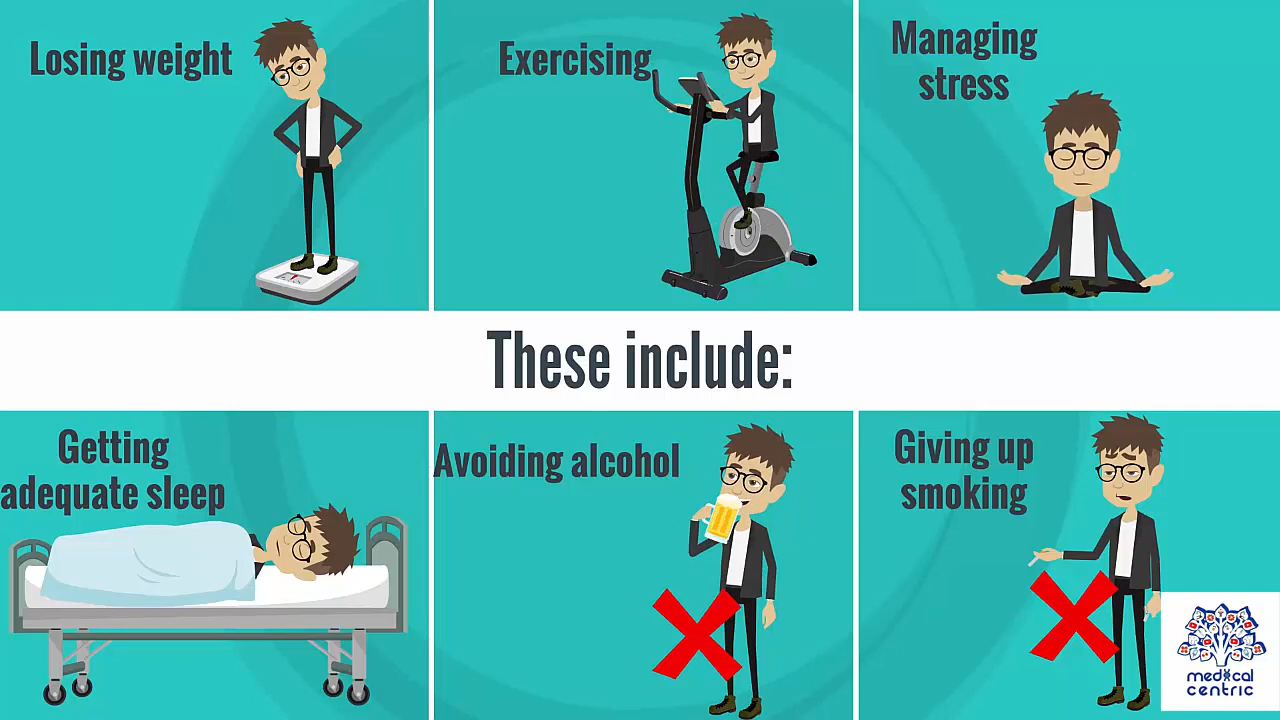 Losing weight
Exercising
Managing
stress
These include:
Getting
adequate sleep
Avoiding alcohol
Giving up
smoking
medical
centric